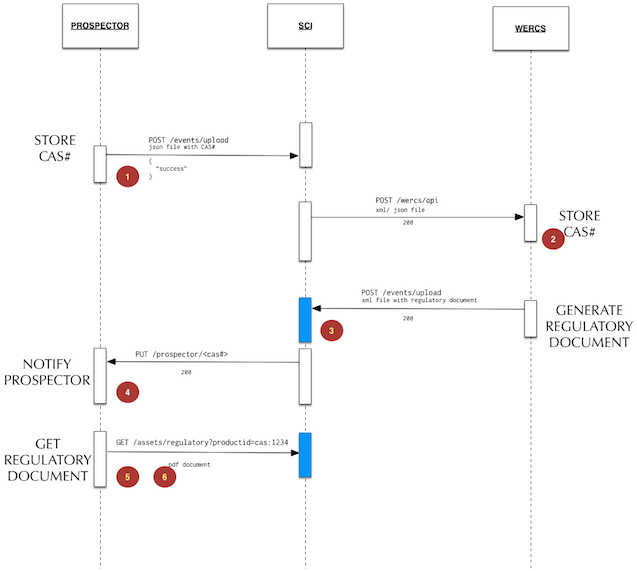 PROSPECTOR
SCI
WERCS
STORE
CAS#
POST /events/upload
json file with CAS#
{
"success"
}
1
POST /wercs/api
xml/ json file
200
STORE
CAS#
2
POST /events/upload
xml file with regulatory document
200
3
GENERATE
REGULATORY
DOCUMENT
NOTIFY
PROSPECTOR
PUT /prospector/<cas#>
200
4
GET
REGULATORY
DOCUMENT
GET /assets/regulatory?productid=cas:1234
pdf document
5
6